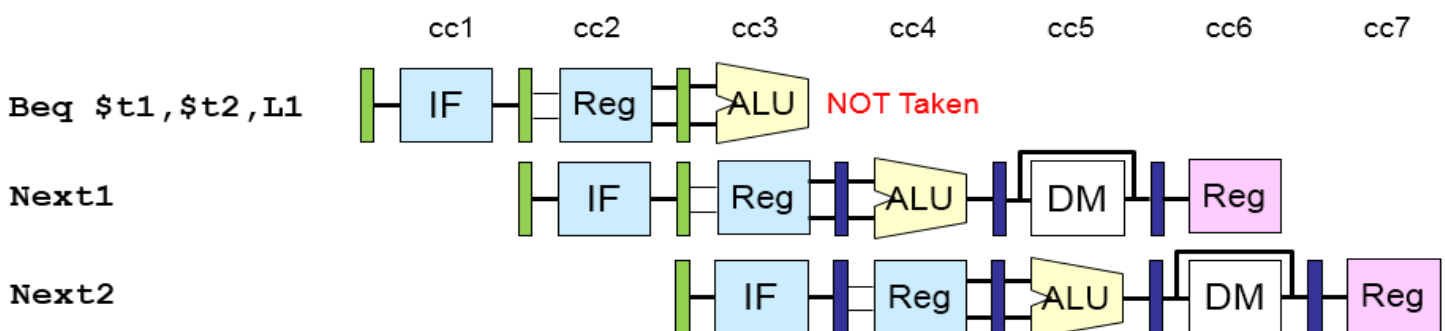 cc1 cc2 cc3 cc4 cc5 cc6 cc7
Beq $t1,$t2,L1 IF Reg ALU NOT Taken
Next1 IF Reg ALU DM Reg
Next2 IF Reg ALU DM Reg